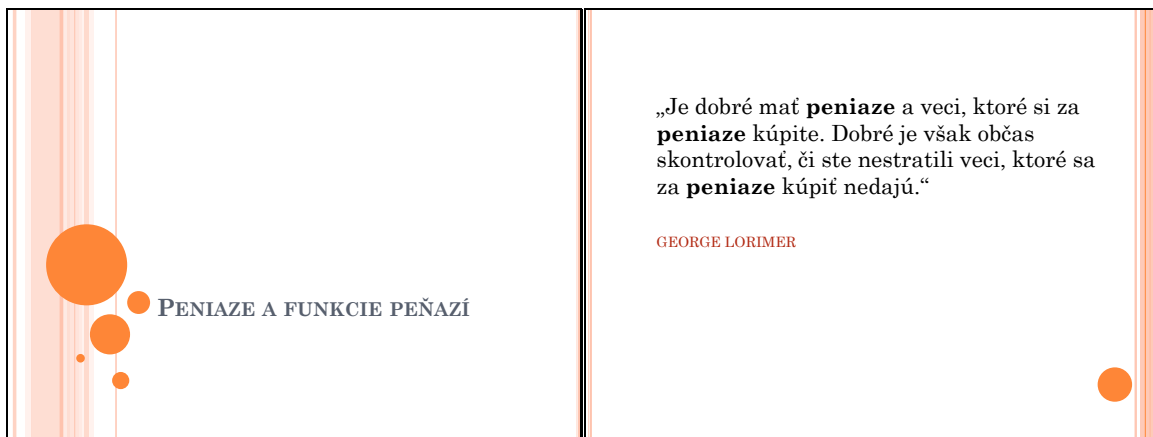 PENIAZE A FUNKCIE PEŇAZÍ
„Je dobré mať peniaze a veci, ktoré si za
peniaze kúpite. Dobré je však občas
skontrolovať, či ste nestratili veci, ktoré sa
za peniaze kúpiť nedajú.“
GEORGE LORIMER